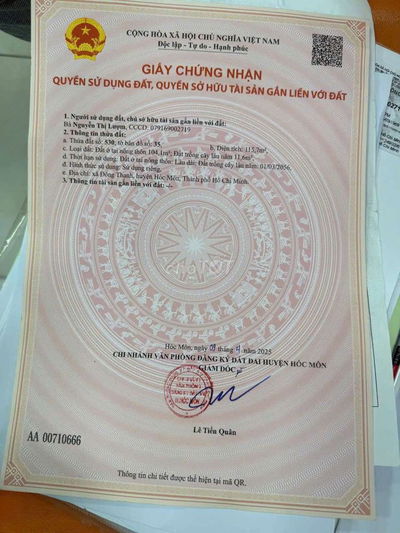 CỘNG HÒA XÃ HỘI CHỦ NGHĨA VIỆT NAM
Độc lập - Tự do - Hạnh phúc
GIẤY CHỨNG NHẬN
QUYỀN SỬ DỤNG ĐẤT, QUYỀN SỞ HỮU TÀI SẢN GẮN LIỀN VỚI ĐẤT
1. Người sử dụng đất, chủ sở hữu tài sản gắn liền với đất:
Bà Nguyễn Thị Lượm, CCCD: 079169002719
2. Thông tin thửa đất:
a. Thửa đất số: 830, tờ bản đồ số: 35, b. Diện tích: 115,7m²,
c. Loại đất: Đất ở tại nông thôn 104,1m²; Đất trồng cây lâu năm 11,6m².
d. Thời hạn sử dụng: Đất ở tại nông thôn: Lâu dài; Đất trồng cây lâu năm: 01/03/2056,
đ. Hình thức sử dụng: Sử dụng riêng,
e. Địa chỉ: xã Đông Thạnh, huyện Hóc Môn, Thành phố Hồ Chí Minh.
3. Thông tin tài sản gắn liền với đất: -/-
Hóc Môn, ngày 03 tháng 4 năm 2025
CHI NHÁNH VĂN PHÒNG ĐĂNG KÝ ĐẤT ĐAI HUYỆN HÓC MÔN
GIÁM ĐỐC
Lê Tiến Quân
AA 00710666
Thông tin chi tiết được thể hiện tại mã QR.